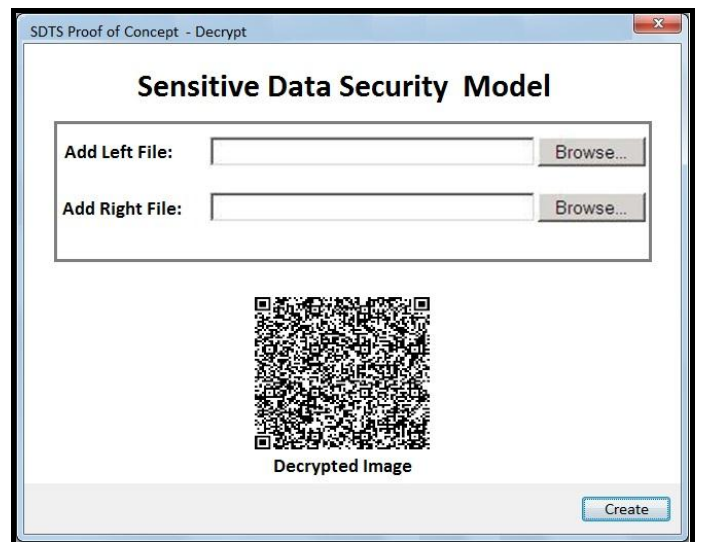 SDTS Proof of Concept - Decrypt
Sensitive Data Security Model
Add Left File: Browse...
Add Right File: Browse...
Decrypted Image
Create